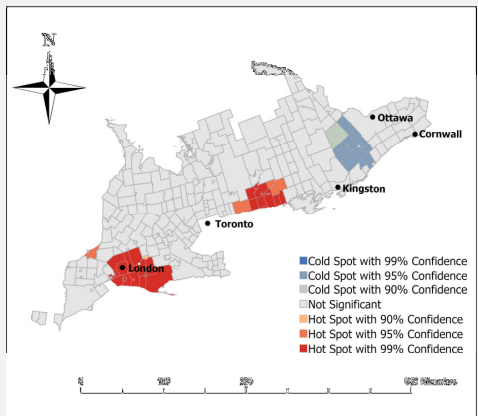 N
Ottawa
Cornwall
Kingston
Toronto
London
Cold Spot with 99% Confidence
Cold Spot with 95% Confidence
Cold Spot with 90% Confidence
Not Significant
Hot Spot with 90% Confidence
Hot Spot with 95% Confidence
Hot Spot with 99% Confidence